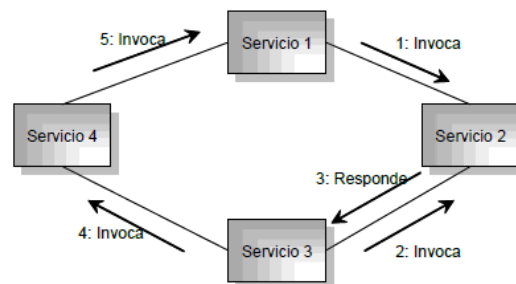 Servicio 1
5: Invoca
1: Invoca
Servicio 4
Servicio 2
3: Responde
4: Invoca
Servicio 3
2: Invoca